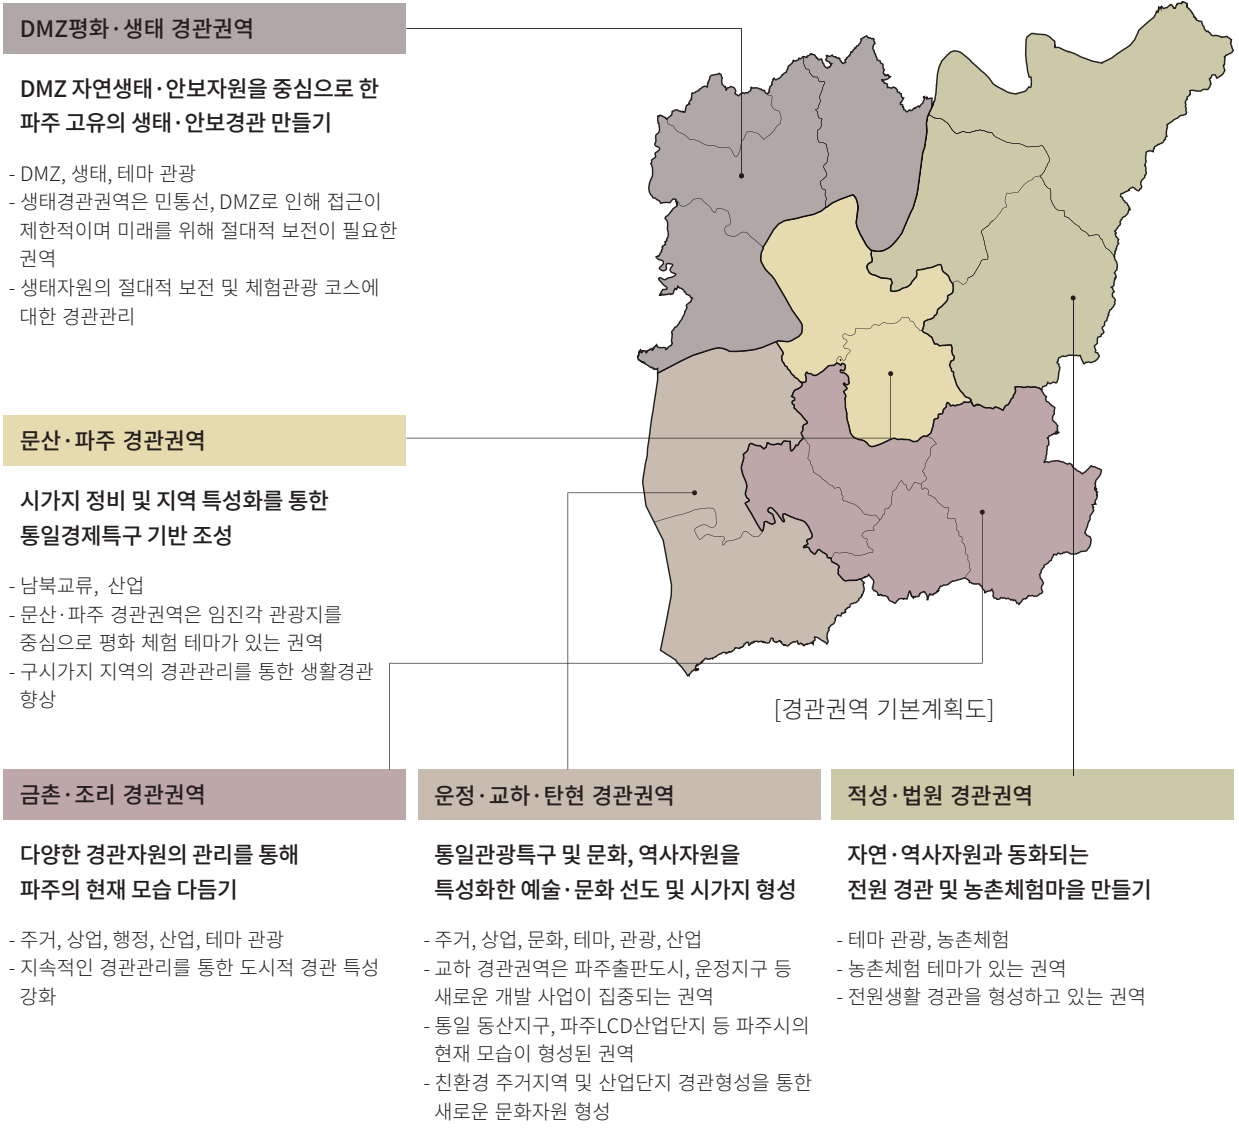 DMZ평화·생태 경관권역
DMZ 자연생태·안보자원을 중심으로 한
파주 고유의 생태·안보경관 만들기
- DMZ, 생태, 테마 관광
- 생태경관권역은 민통선, DMZ로 인해 접근이
제한적이며 미래를 위해 절대적 보전이 필요한
권역
- 생태자원의 절대적 보전 및 체험관광 코스에
대한 경관관리
문산·파주 경관권역
시가지 정비 및 지역 특성화를 통한
통일경제특구 기반 조성
- 남북교류, 산업
- 문산·파주 경관권역은 임진각 관광지를
중심으로 평화 체험 테마가 있는 권역
- 구시가지 지역의 경관관리를 통한 생활경관
향상
[경관권역 기본계획도]
금촌·조리 경관권역
다양한 경관자원의 관리를 통해
파주의 현재 모습 다듬기
- 주거, 상업, 행정, 산업, 테마 관광
- 지속적인 경관관리를 통한 도시적 경관 특성
강화
운정·교하·탄현 경관권역
통일관광특구 및 문화, 역사자원을
특성화한 예술·문화 선도 및 시가지 형성
- 주거, 상업, 문화, 테마, 관광, 산업
- 교하 경관권역은 파주출판도시, 운정지구 등
새로운 개발 사업이 집중되는 권역
- 통일 동산지구, 파주LCD산업단지 등 파주시의
현재 모습이 형성된 권역
- 친환경 주거지역 및 산업단지 경관형성을 통한
새로운 문화자원 형성
적성·법원 경관권역
자연·역사자원과 동화되는
전원 경관 및 농촌체험마을 만들기
- 테마 관광, 농촌체험
- 농촌체험 테마가 있는 권역
- 전원생활 경관을 형성하고 있는 권역